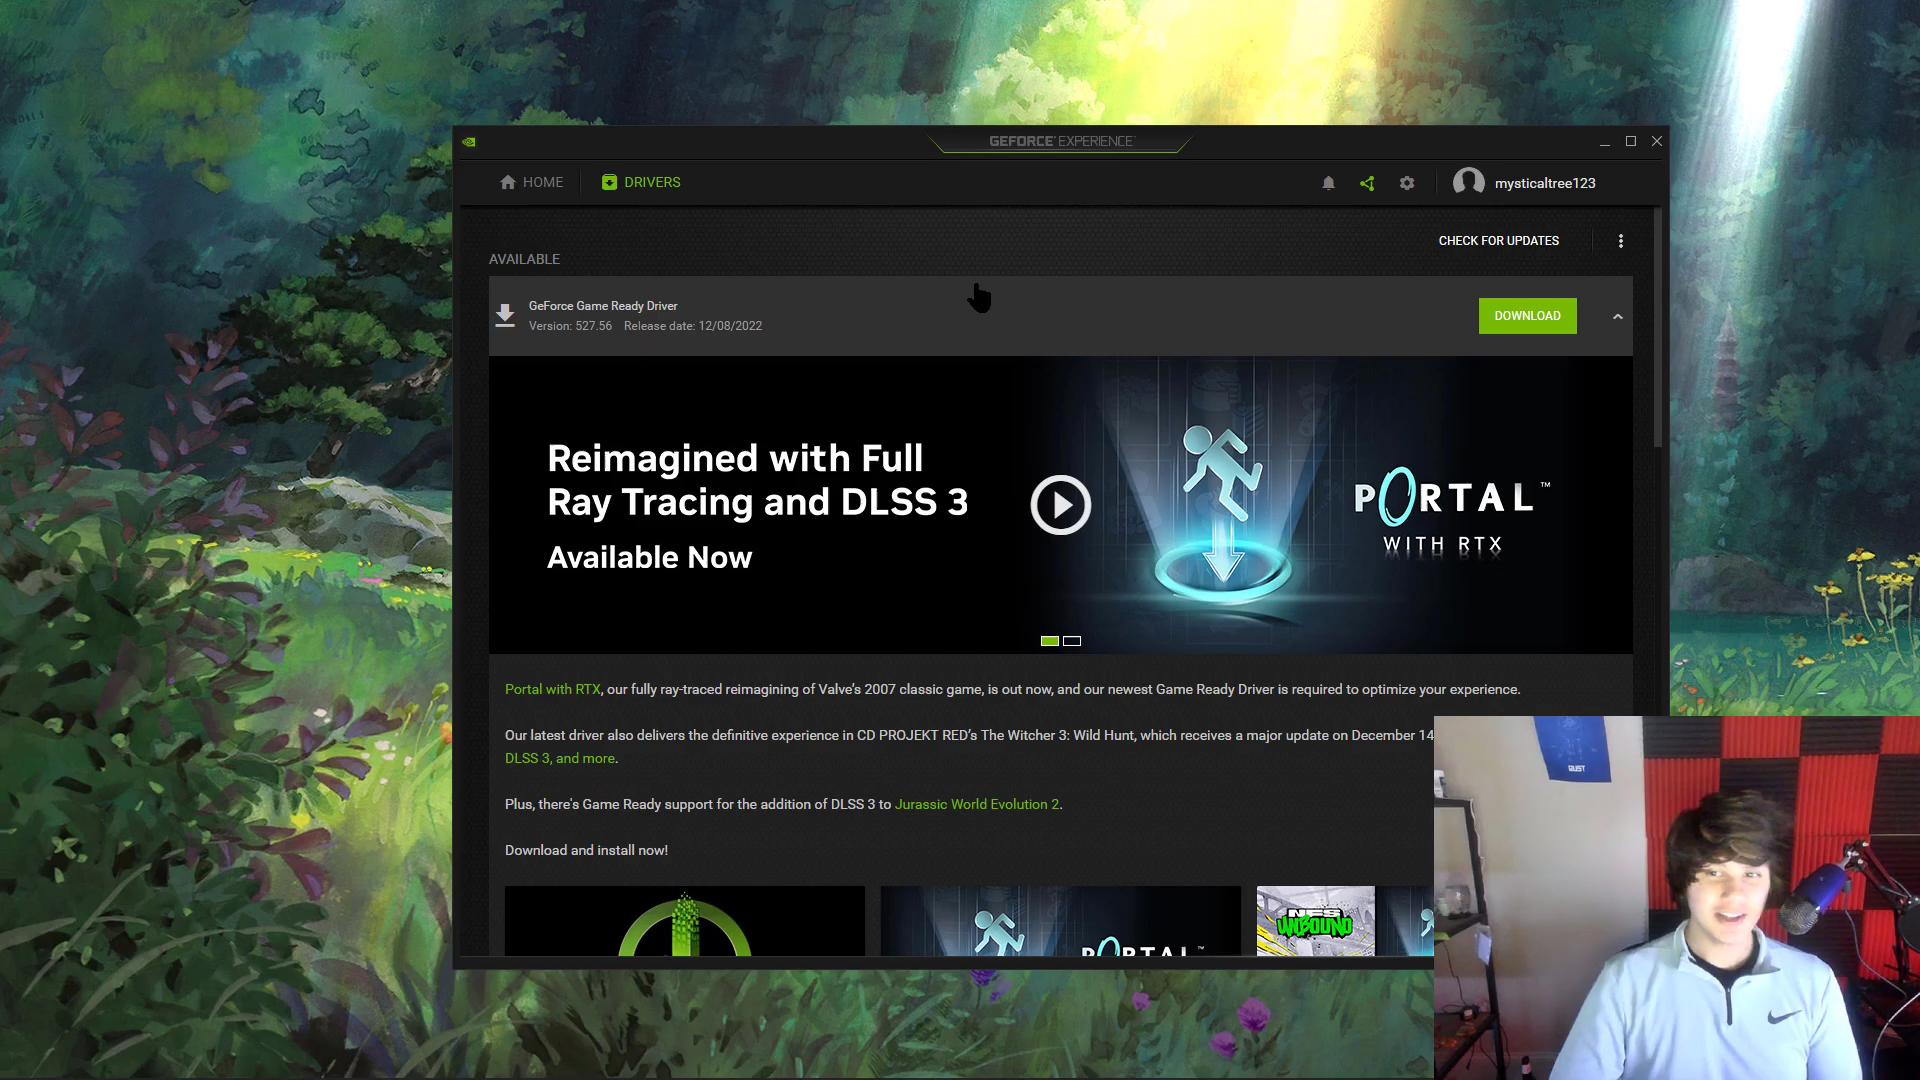 GEFORCE EXPERIENCE
HOME
DRIVERS
mysticaltree123
CHECK FOR UPDATES
AVAILABLE
GeForce Game Ready Driver
Version: 527.56 Release date: 12/08/2022
DOWNLOAD
Reimagined with Full
Ray Tracing and DLSS 3
Available Now
PORTAL™
WITH RTX
Portal with RTX, our fully ray-traced reimagining of Valve's 2007 classic game, is out now, and our newest Game Ready Driver is required to optimize your experience.
Our latest driver also delivers the definitive experience in CD PROJEKT RED's The Witcher 3: Wild Hunt, which receives a major update on December 14
DLSS 3, and more.
Plus, there's Game Ready support for the addition of DLSS 3 to Jurassic World Evolution 2.
Download and install now!
PORTAL™
NFS
UNBOUND
RUST